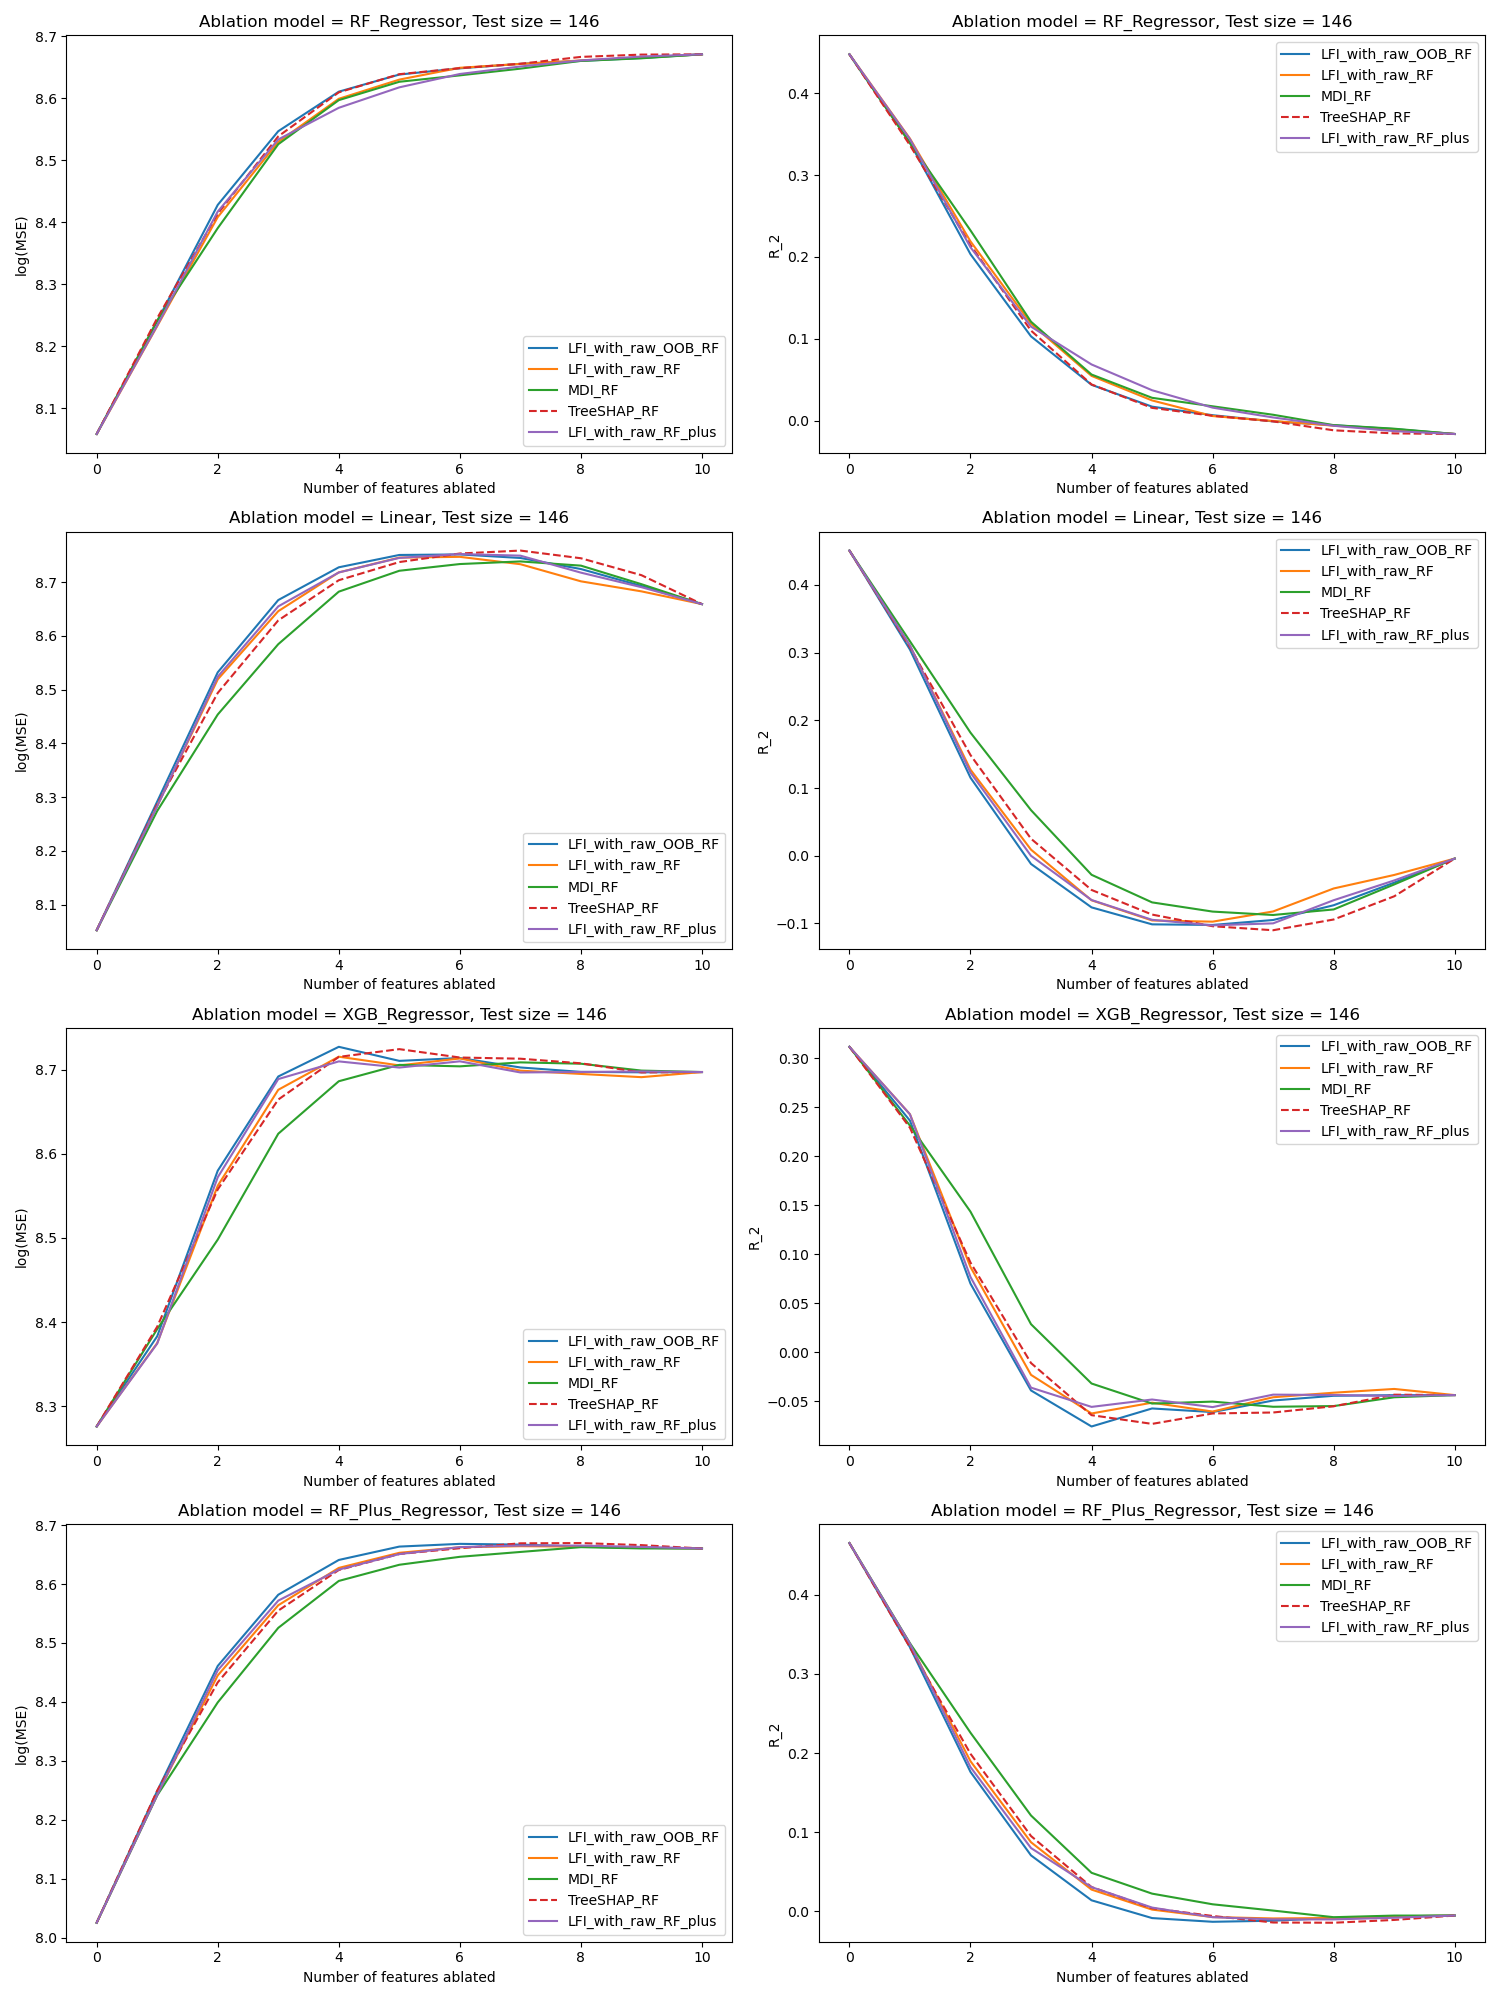 Ablation model = RF_Regressor, Test size = 146
8.7
8.6
8.5
8.4
8.3
8.2
8.1
log(MSE)
0 2 4 6 8 10
Number of features ablated
LFI_with_raw_OOB_RF
LFI_with_raw_RF
MDI_RF
TreeSHAP_RF
LFI_with_raw_RF_plus
Ablation model = RF_Regressor, Test size = 146
0.4
0.3
0.2
0.1
0.0
R_2
0 2 4 6 8 10
Number of features ablated
LFI_with_raw_OOB_RF
LFI_with_raw_RF
MDI_RF
TreeSHAP_RF
LFI_with_raw_RF_plus
Ablation model = Linear, Test size = 146
8.7
8.6
8.5
8.4
8.3
8.2
8.1
log(MSE)
0 2 4 6 8 10
Number of features ablated
LFI_with_raw_OOB_RF
LFI_with_raw_RF
MDI_RF
TreeSHAP_RF
LFI_with_raw_RF_plus
Ablation model = Linear, Test size = 146
0.4
0.3
0.2
0.1
0.0
−0.1
R_2
0 2 4 6 8 10
Number of features ablated
LFI_with_raw_OOB_RF
LFI_with_raw_RF
MDI_RF
TreeSHAP_RF
LFI_with_raw_RF_plus
Ablation model = XGB_Regressor, Test size = 146
8.7
8.6
8.5
8.4
8.3
log(MSE)
0 2 4 6 8 10
Number of features ablated
LFI_with_raw_OOB_RF
LFI_with_raw_RF
MDI_RF
TreeSHAP_RF
LFI_with_raw_RF_plus
Ablation model = XGB_Regressor, Test size = 146
0.30
0.25
0.20
0.15
0.10
0.05
0.00
−0.05
R_2
0 2 4 6 8 10
Number of features ablated
LFI_with_raw_OOB_RF
LFI_with_raw_RF
MDI_RF
TreeSHAP_RF
LFI_with_raw_RF_plus
Ablation model = RF_Plus_Regressor, Test size = 146
8.7
8.6
8.5
8.4
8.3
8.2
8.1
8.0
log(MSE)
0 2 4 6 8 10
Number of features ablated
LFI_with_raw_OOB_RF
LFI_with_raw_RF
MDI_RF
TreeSHAP_RF
LFI_with_raw_RF_plus
Ablation model = RF_Plus_Regressor, Test size = 146
0.4
0.3
0.2
0.1
0.0
R_2
0 2 4 6 8 10
Number of features ablated
LFI_with_raw_OOB_RF
LFI_with_raw_RF
MDI_RF
TreeSHAP_RF
LFI_with_raw_RF_plus